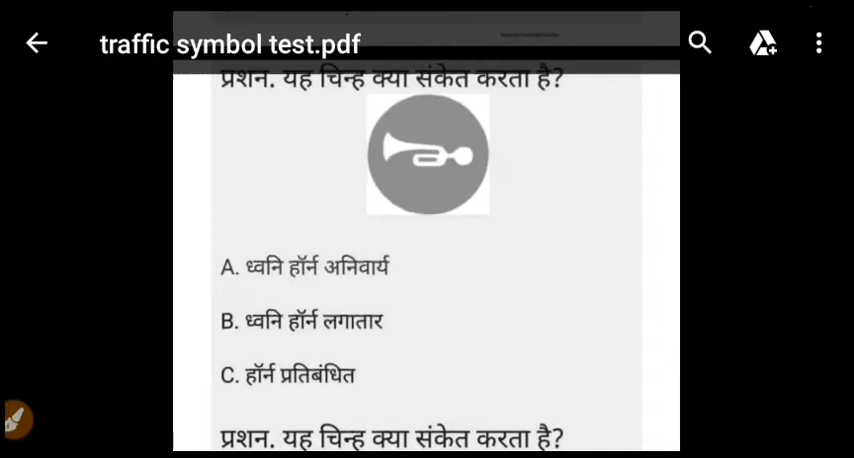 traffic symbol test.pdf
प्रशन. यह चिन्ह क्या संकेत करता है?
A. ध्वनि हॉर्न अनिवार्य
B. ध्वनि हॉर्न लगातार
C. हॉर्न प्रतिबंधित
प्रशन. यह चिन्ह क्या संकेत करता है?